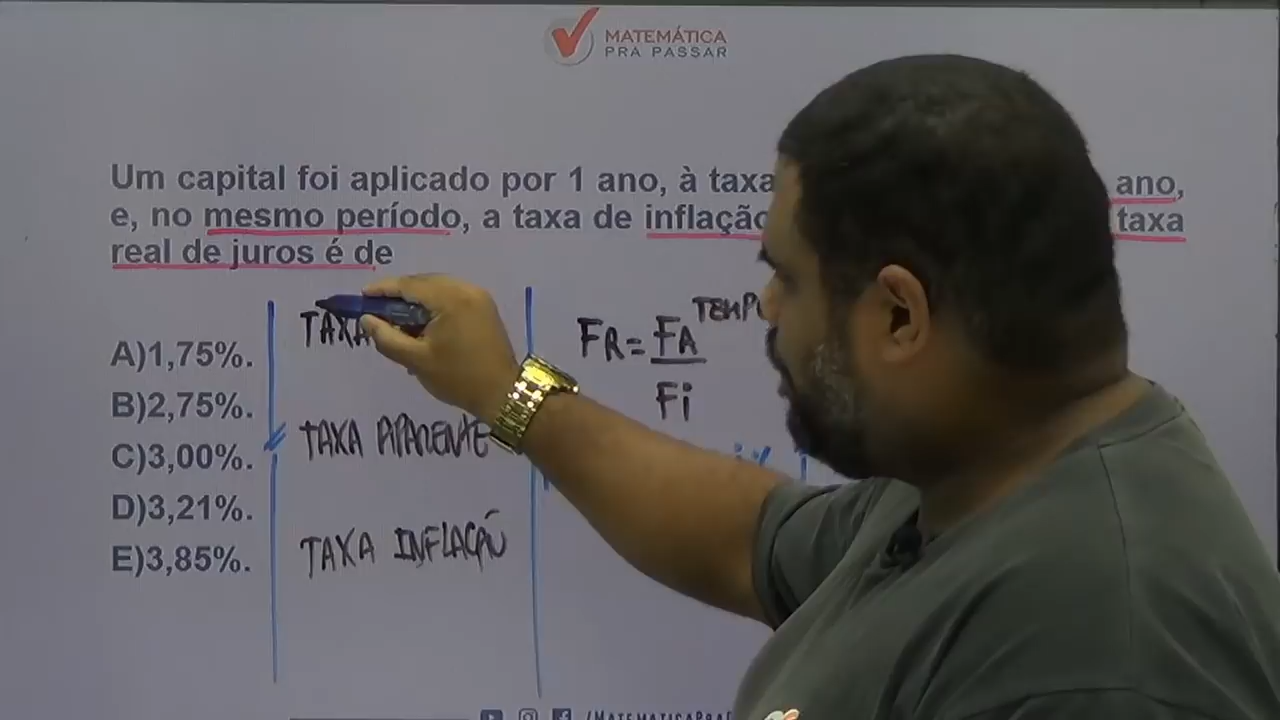 MATEMÁTICA
PRA PASSAR
Um capital foi aplicado por 1 ano, à taxa ano,
e, no mesmo período, a taxa de inflação taxa
real de juros é de
A)1,75%.
B)2,75%.
C)3,00%.
D)3,21%.
E)3,85%.
TAXA
TAXA APARENTE
TAXA INFLAÇÃO
FR = FA
Fi